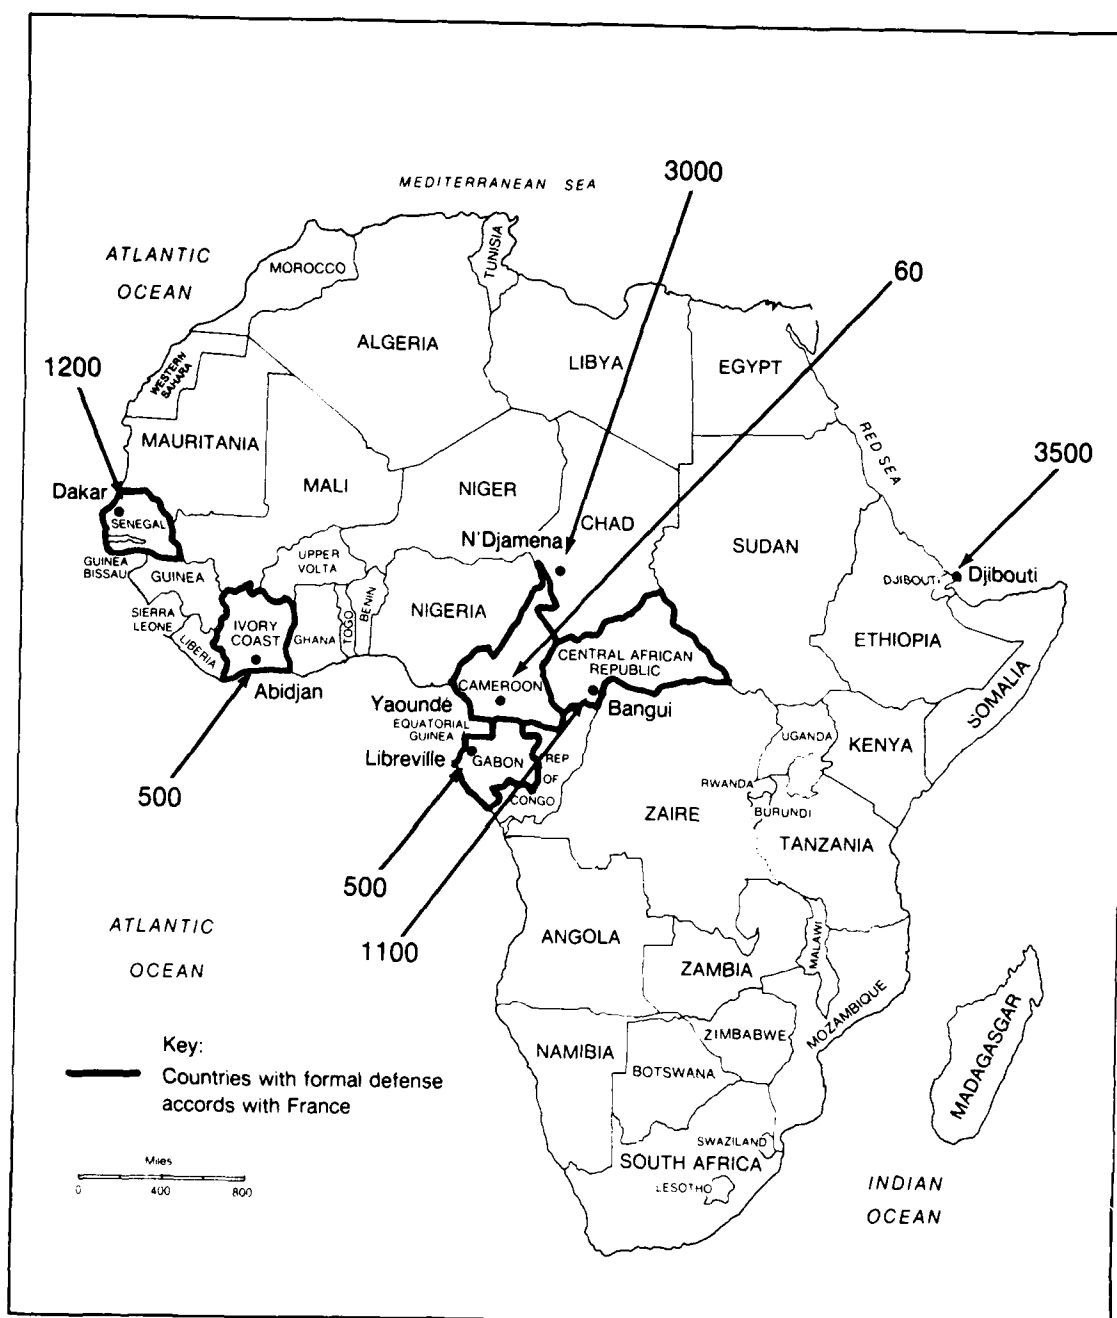 3000
MEDITERRANEAN SEA
60
ATLANTIC
OCEAN
TUNISIA
MOROCCO
ALGERIA
LIBYA
EGYPT
1200
WESTERN
SAHARA
RED SEA
MAURITANIA
3500
Dakar
MALI
NIGER
CHAD
SENEGAL
N'Djamena
SUDAN
GUINEA
BISSAU
GUINEA
UPPER
VOLTA
DJIBOUTI
Djibouti
SIERRA
LEONE
IVORY
COAST
GHANA
TOGO
BENIN
NIGERIA
ETHIOPIA
LIBERIA
CENTRAL AFRICAN
REPUBLIC
SOMALIA
Abidjan
CAMEROON
Yaoundé
Bangui
EQUATORIAL
GUINEA
UGANDA
KENYA
Libreville
GABON
REP
OF
CONGO
500
RWANDA
BURUNDI
ZAIRE
TANZANIA
500
1100
ATLANTIC
OCEAN
ANGOLA
ZAMBIA
MALAWI
MOZAMBIQUE
MADAGASGAR
ZIMBABWE
NAMIBIA
BOTSWANA
Key:
Countries with formal defense
accords with France
SWAZILAND
SOUTH AFRICA
LESOTHO
Miles
0 400 800
INDIAN
OCEAN